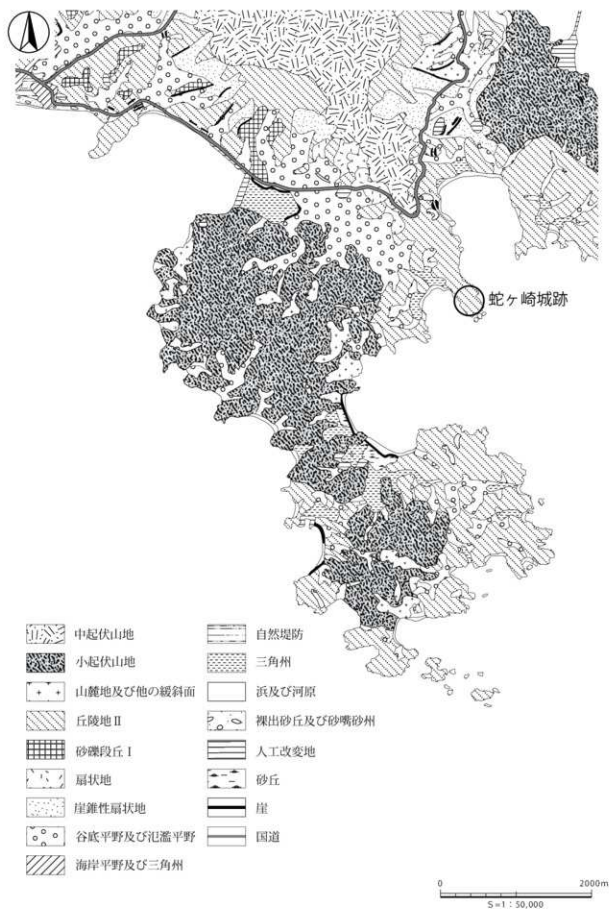 蛇ヶ崎城跡
中起伏山地
小起伏山地
山麓地及び他の緩斜面
丘陵地Ⅱ
砂礫段丘Ⅰ
扇状地
崖錐性扇状地
谷底平野及び氾濫平野
海岸平野及び三角州
自然堤防
三角州
浜及び河原
裸出砂丘及び砂嘴砂州
人工改変地
砂丘
崖
国道
0 2000m
S=1：50,000